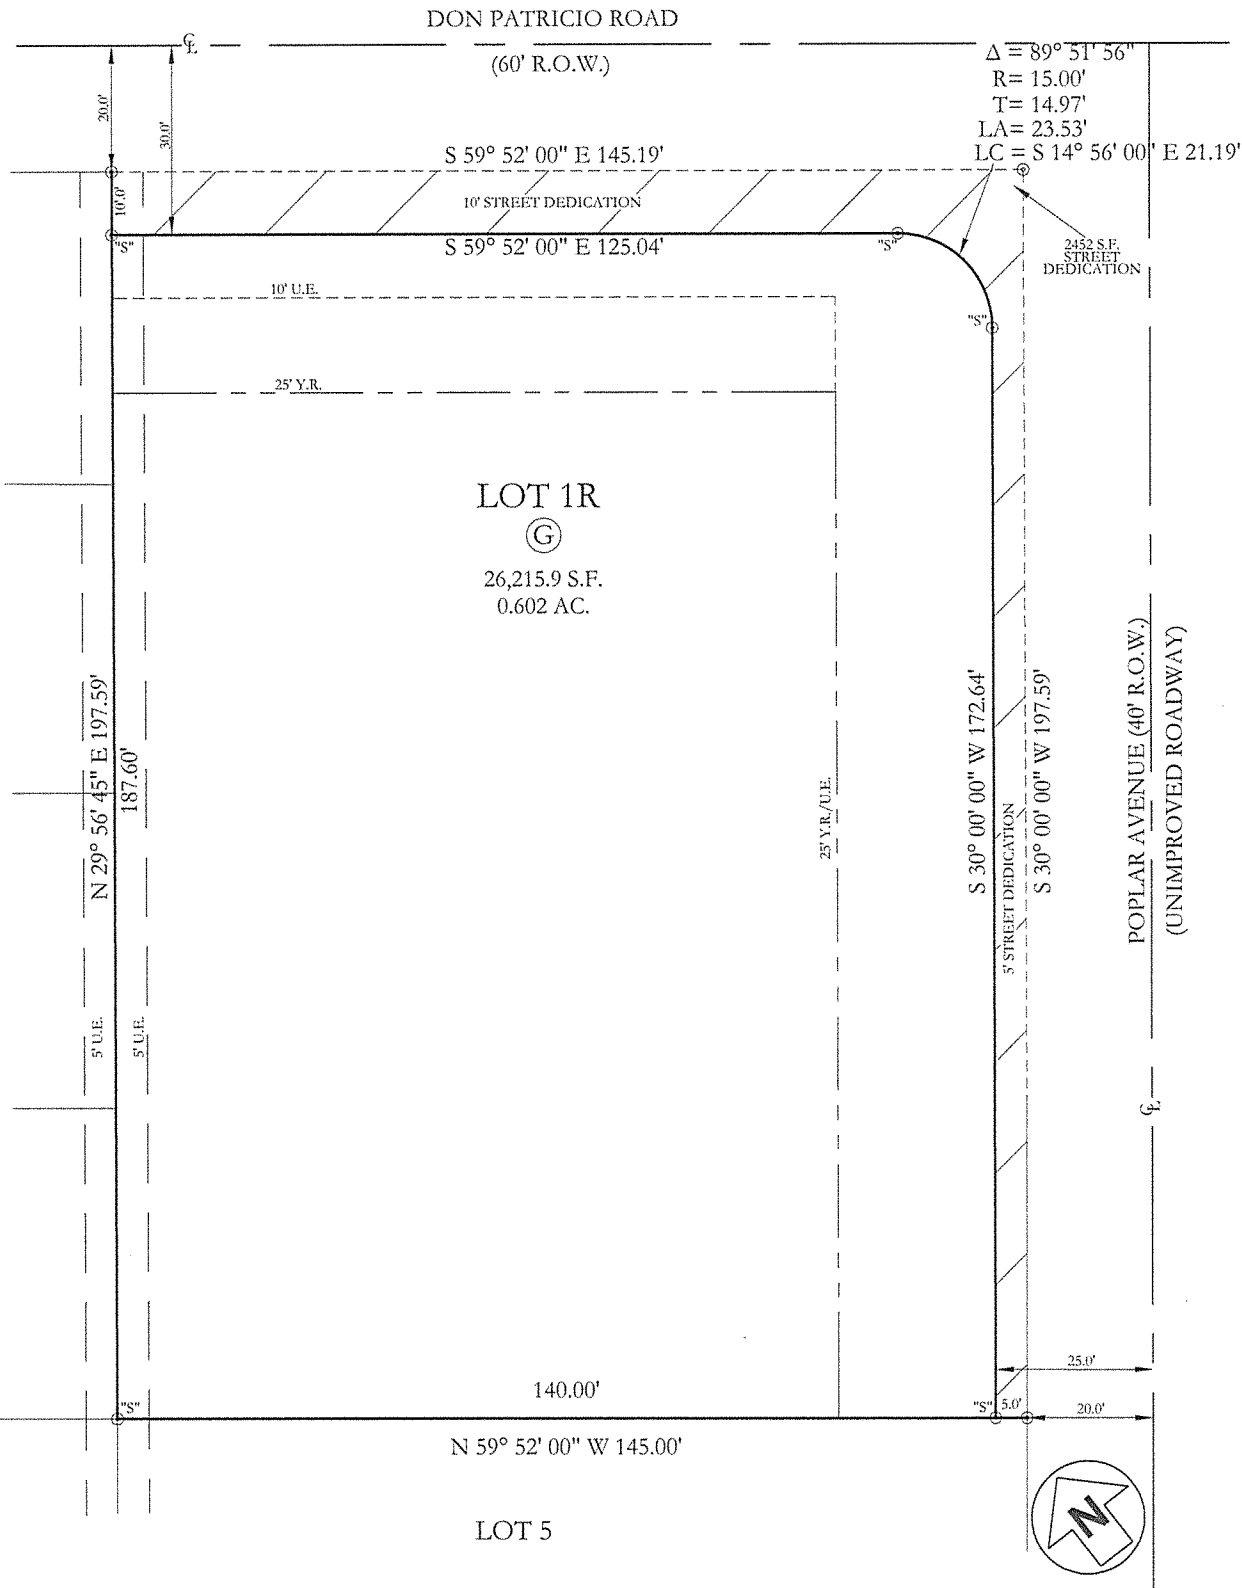 DON PATRICIO ROAD
℄
(60' R.O.W.)
Δ = 89° 51' 56"
R= 15.00'
T= 14.97'
LA= 23.53'
LC = S 14° 56' 00" E 21.19'
20.0'
30.0'
10.0'
S 59° 52' 00" E 145.19'
10' STREET DEDICATION
S 59° 52' 00" E 125.04'
"S"
"S"
"S"
2452 S.F.
STREET
DEDICATION
10' U.E.
25' Y.R.
LOT 1R
G
26,215.9 S.F.
0.602 AC.
N 29° 56' 45" E 197.59'
187.60'
5' U.E.
5' U.E.
25' Y.R./U.E.
S 30° 00' 00" W 172.64'
5' STREET DEDICATION
S 30° 00' 00" W 197.59'
POPLAR AVENUE (40' R.O.W.)
(UNIMPROVED ROADWAY)
℄
25.0'
140.00'
"S"
"S"
5.0'
20.0'
N 59° 52' 00" W 145.00'
N
LOT 5